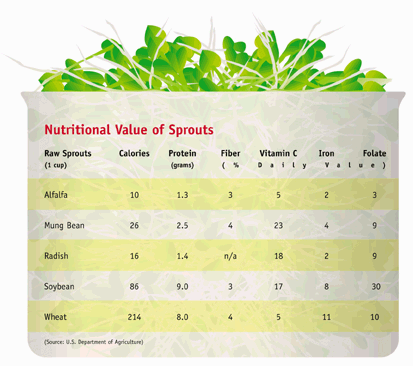 Nutritional Value of Sprouts
Raw Sprouts Calories Protein Fiber Vitamin C Iron Folate
(1 cup) (grams) ( % D a i l y V a l u e )
Alfalfa 10 1.3 3 5 2 3
Mung Bean 26 2.5 4 23 4 9
Radish 16 1.4 n/a 18 2 9
Soybean 86 9.0 3 17 8 30
Wheat 214 8.0 4 5 11 10
(Source: U.S. Department of Agriculture)